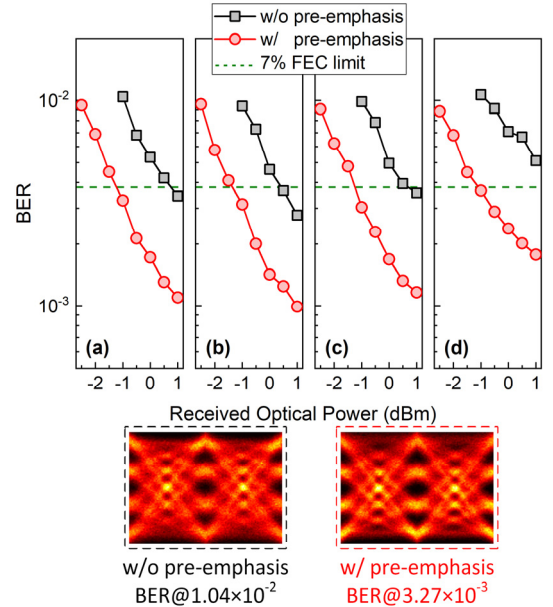 w/o pre-emphasis
w/ pre-emphasis
7% FEC limit
BER
10-2
10-3
(a) (b) (c) (d)
-2 -1 0 1 -2 -1 0 1 -2 -1 0 1 -2 -1 0 1
Received Optical Power (dBm)
w/o pre-emphasis w/ pre-emphasis
BER@1.04×10-2 BER@3.27×10-3